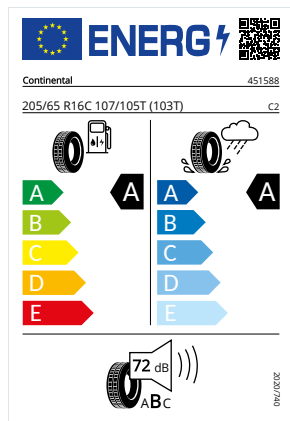 ENERG
Continental 451588
205/65 R16C 107/105T (103T) C2
A A A A
B B
C C
D D
E E
72 dB
ABC
2020/740